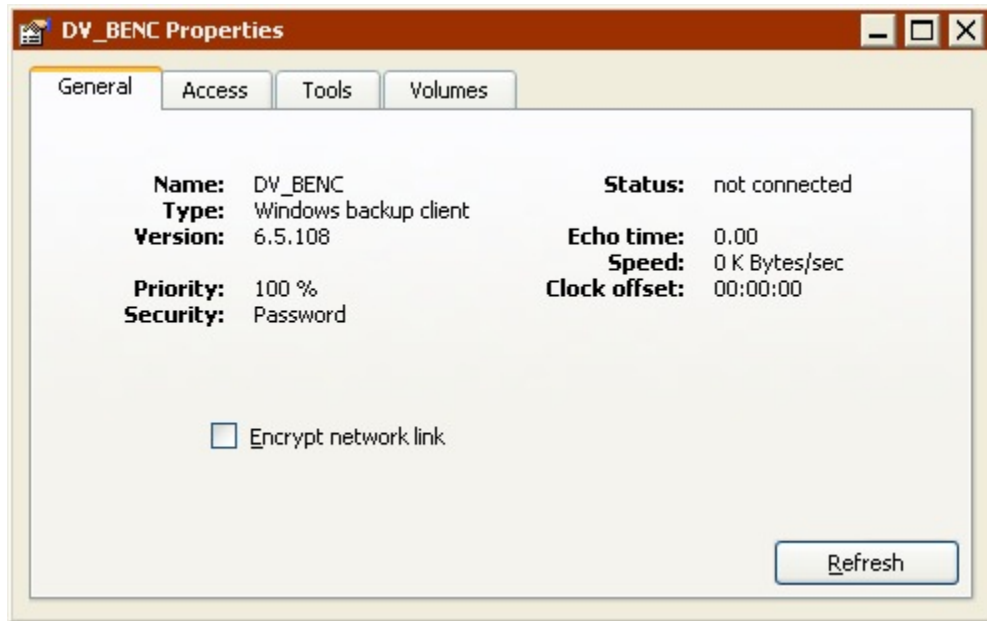 DV_BENC Properties
General Access Tools Volumes
Name: DV_BENC
Type: Windows backup client
Version: 6.5.108
Priority: 100 %
Security: Password
Status: not connected
Echo time: 0.00
Speed: 0 K Bytes/sec
Clock offset: 00:00:00
Encrypt network link
Refresh